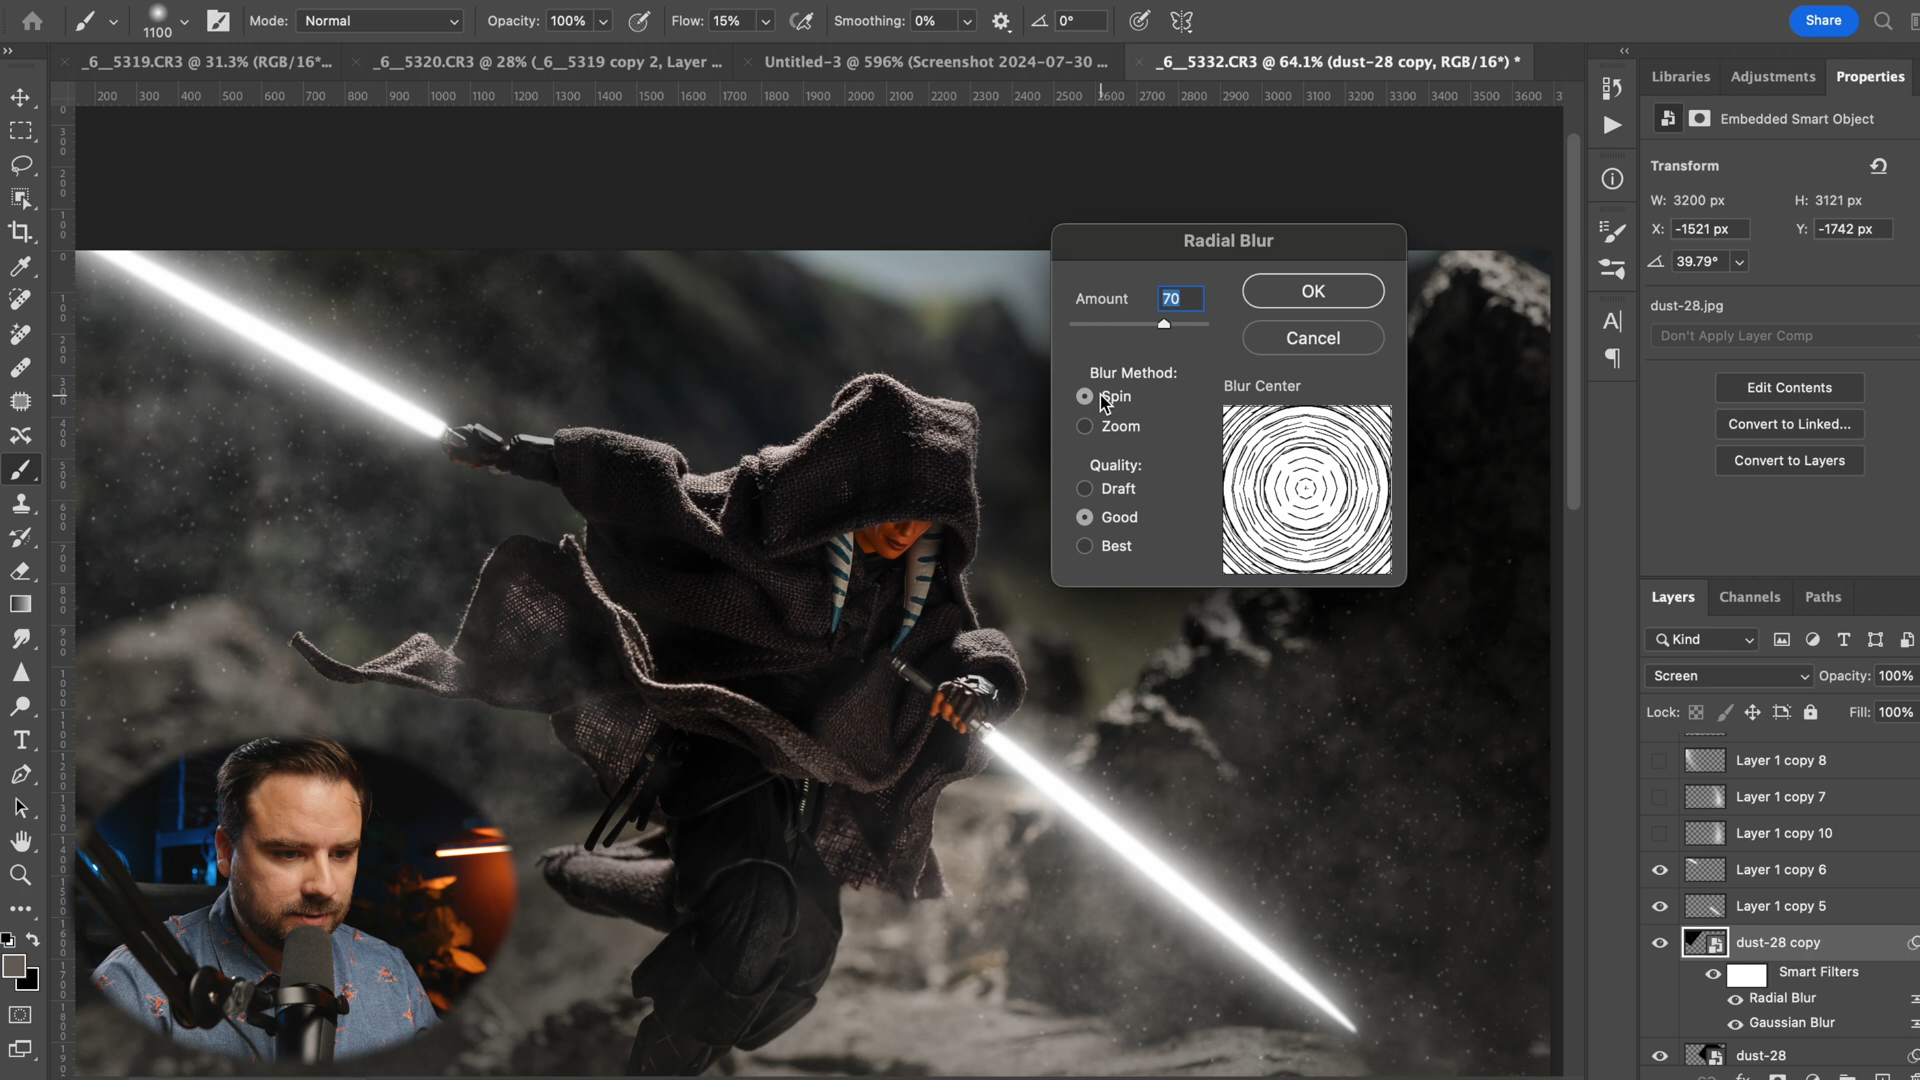 1100
Mode: Normal
Opacity: 100%
Flow: 15%
Smoothing: 0%
0°
Share
_6__5319.CR3 @ 31.3% (RGB/16*...
_6__5320.CR3 @ 28% (_6__5319 copy 2, Layer ...
Untitled-3 @ 596% (Screenshot 2024-07-30 ...
_6__5332.CR3 @ 64.1% (dust-28 copy, RGB/16*) *
200 300 400 500 600 700 800 900 1000 1100 1200 1300 1400 1500 1600 1700 1800 1900 2000 2100 2200 2300 2400 2500 2600 2700 2800 2900 3000 3100 3200 3300 3400 3500 3600
Libraries
Adjustments
Properties
Embedded Smart Object
Transform
W: 3200 px
H: 3121 px
X: -1521 px
Y: -1742 px
39.79°
dust-28.jpg
Don't Apply Layer Comp
Edit Contents
Convert to Linked...
Convert to Layers
Radial Blur
Amount 70
OK
Cancel
Blur Method:
Spin
Zoom
Quality:
Draft
Good
Best
Blur Center
Layers
Channels
Paths
Kind
Screen
Opacity: 100%
Lock:
Fill: 100%
Layer 1 copy 8
Layer 1 copy 7
Layer 1 copy 10
Layer 1 copy 6
Layer 1 copy 5
dust-28 copy
Smart Filters
Radial Blur
Gaussian Blur
dust-28